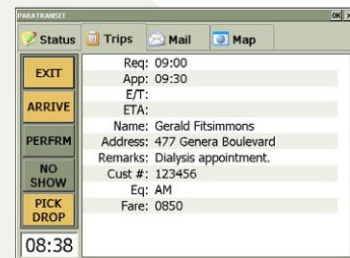 PARATRANSIT
OK X
Status Trips Mail Map
EXIT
ARRIVE
PERFRM
NO SHOW
PICK DROP
08:38
Req: 09:00
App: 09:30
E/T:
ETA:
Name: Gerald Fitsimmons
Address: 477 Genera Boulevard
Remarks: Dialysis appointment.
Cust #: 123456
Eq: AM
Fare: 0850